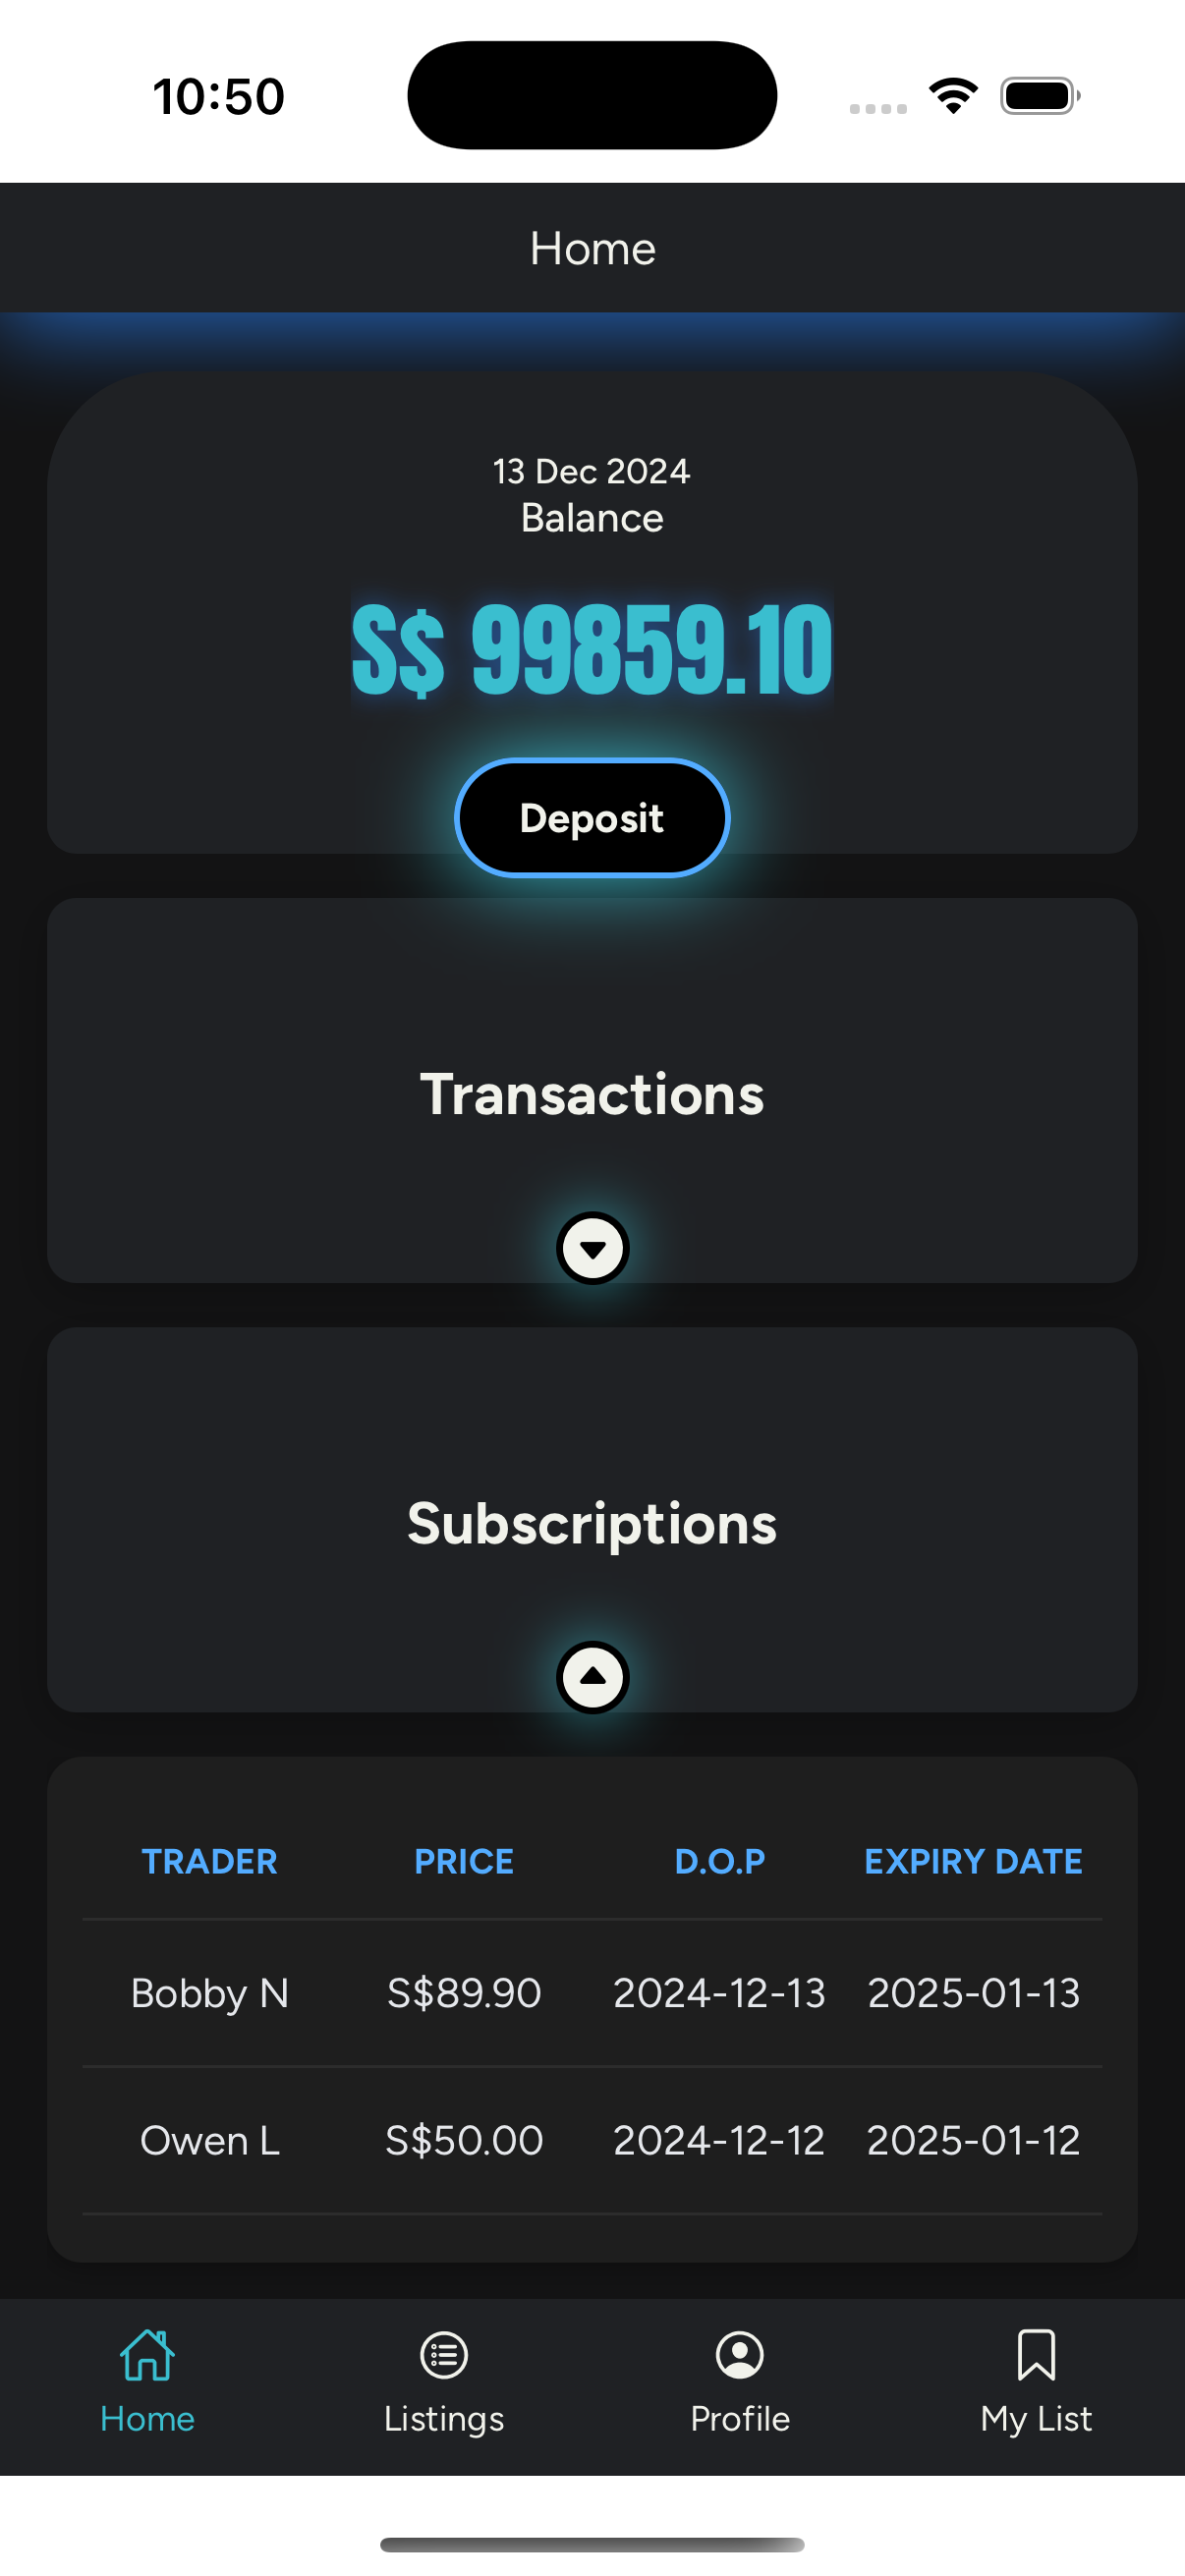 10:50
Home
13 Dec 2024
Balance
S$ 99859.10
Deposit
Transactions
Subscriptions
TRADER PRICE D.O.P EXPIRY DATE
Bobby N S$89.90 2024-12-13 2025-01-13
Owen L S$50.00 2024-12-12 2025-01-12
Home Listings Profile My List